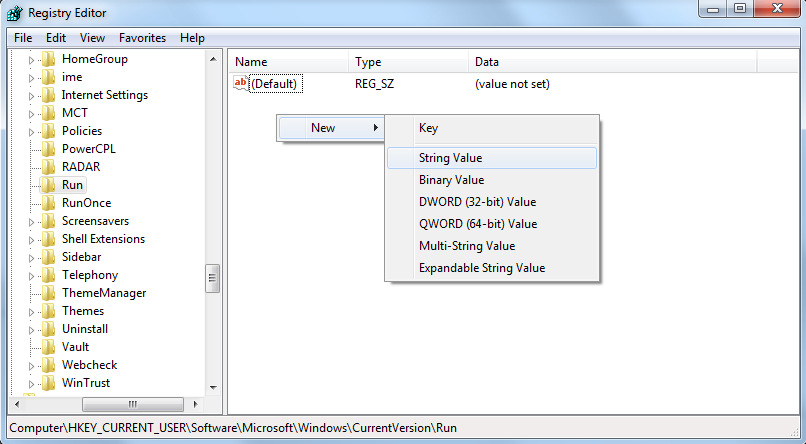 Registry Editor
File Edit View Favorites Help
HomeGroup
ime
Internet Settings
MCT
Policies
PowerCPL
RADAR
Run
RunOnce
Screensavers
Shell Extensions
Sidebar
Telephony
ThemeManager
Themes
Uninstall
Vault
Webcheck
WinTrust
Name Type Data
ab (Default) REG_SZ (value not set)
New
Key
String Value
Binary Value
DWORD (32-bit) Value
QWORD (64-bit) Value
Multi-String Value
Expandable String Value
Computer\HKEY_CURRENT_USER\Software\Microsoft\Windows\CurrentVersion\Run